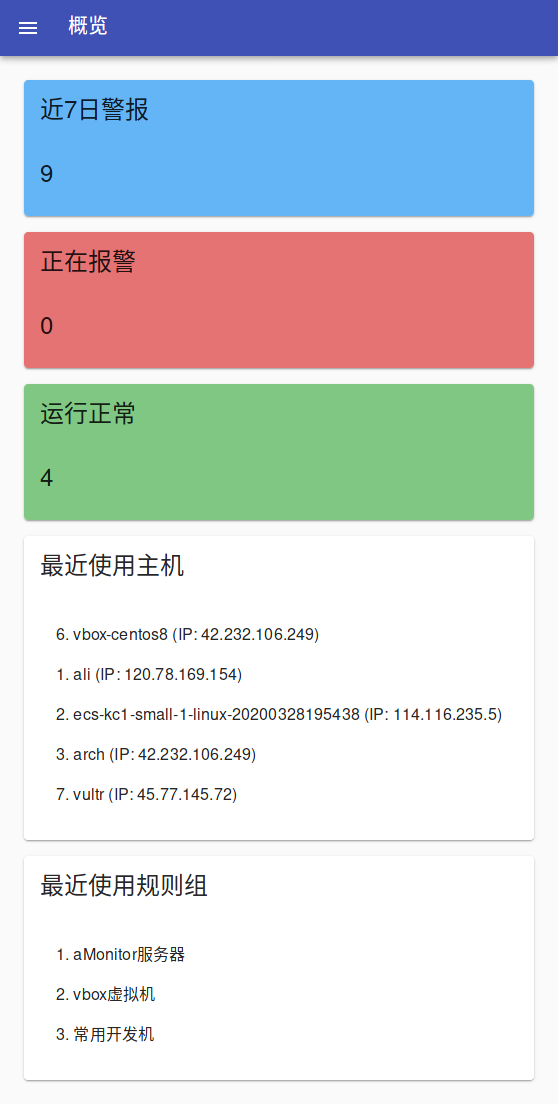 概览
近7日警报
9
正在报警
0
运行正常
4
最近使用主机
6. vbox-centos8 (IP: 42.232.106.249)
1. ali (IP: 120.78.169.154)
2. ecs-kc1-small-1-linux-20200328195438 (IP: 114.116.235.5)
3. arch (IP: 42.232.106.249)
7. vultr (IP: 45.77.145.72)
最近使用规则组
1. aMonitor服务器
2. vbox虚拟机
3. 常用开发机